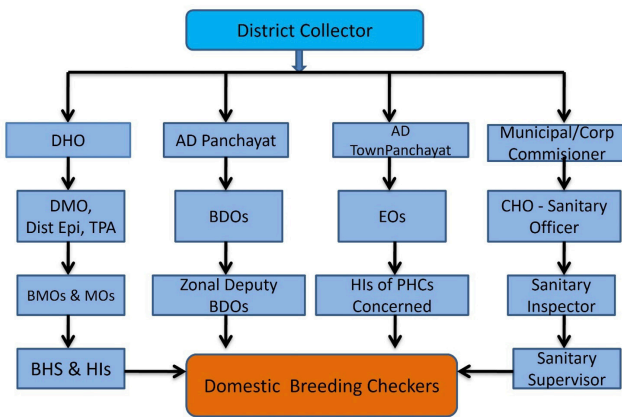 District Collector
DHO
AD Panchayat
AD
TownPanchayat
Municipal/Corp
Commisioner
DMO,
Dist Epi, TPA
BDOs
EOs
CHO - Sanitary
Officer
BMOs & MOs
Zonal Deputy
BDOs
HIs of PHCs
Concerned
Sanitary
Inspector
BHS & HIs
Domestic Breeding Checkers
Sanitary
Supervisor